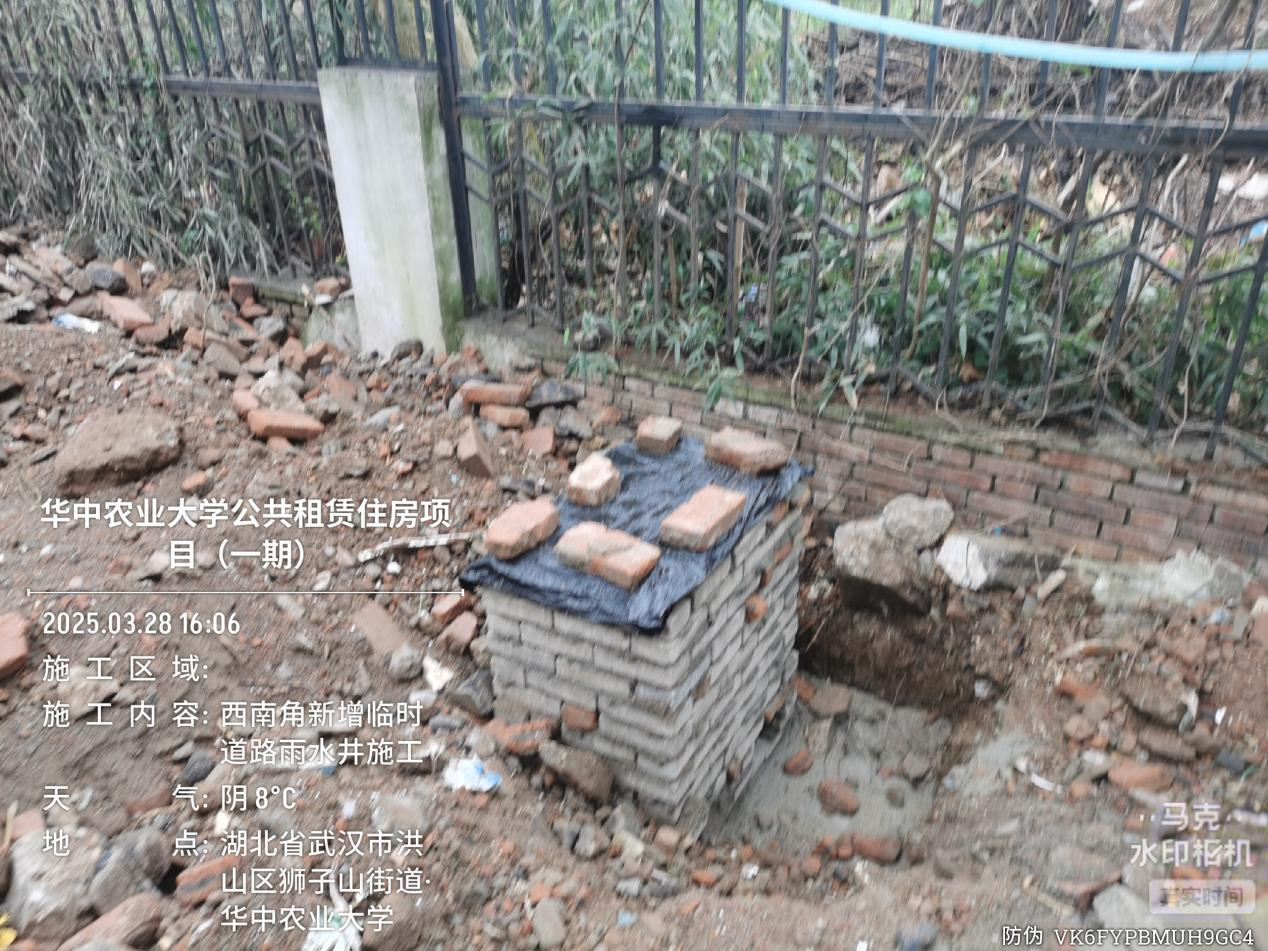 华中农业大学公共租赁住房项
目（一期）
2025.03.28 16:06
施工区域:
施工内容: 西南角新增临时
道路雨水井施工
天气: 阴 8°C
地点: 湖北省武汉市洪
山区狮子山街道·
华中农业大学
马克
水印相机
真实时间
防伪 VK6FYPBMUH9GC4